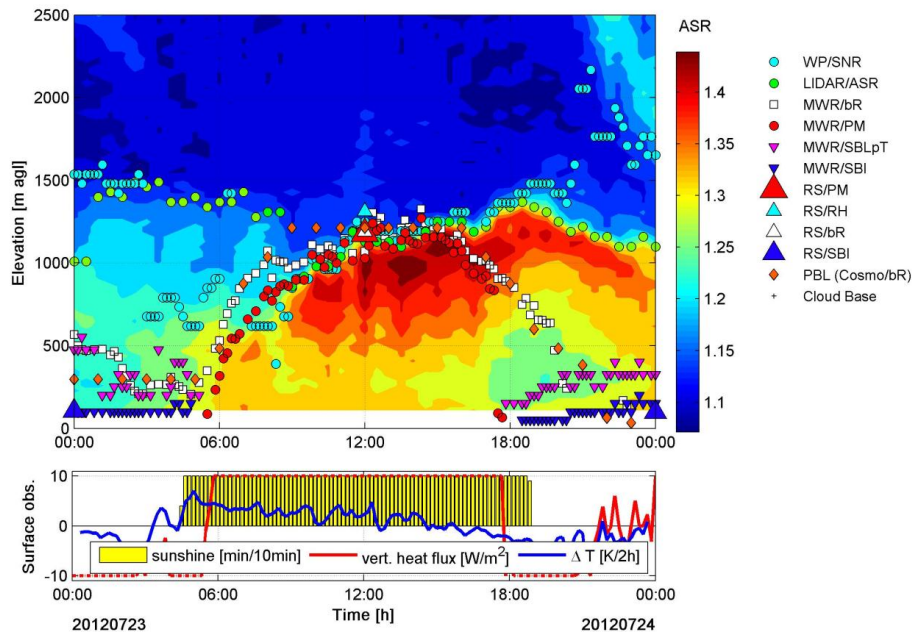 2500
2000
1500
1000
500
0
Elevation [m agl]
00:00
06:00
12:00
18:00
00:00
ASR
1.4
1.35
1.3
1.25
1.2
1.15
1.1
WP/SNR
LIDAR/ASR
MWR/bR
MWR/PM
MWR/SBLpT
MWR/SBI
RS/PM
RS/RH
RS/bR
RS/SBI
PBL (Cosmo/bR)
Cloud Base
10
0
-10
Surface obs.
sunshine [min/10min] vert. heat flux [W/m²] Δ T [K/2h]
00:00
06:00
12:00
18:00
00:00
Time [h]
20120723
20120724